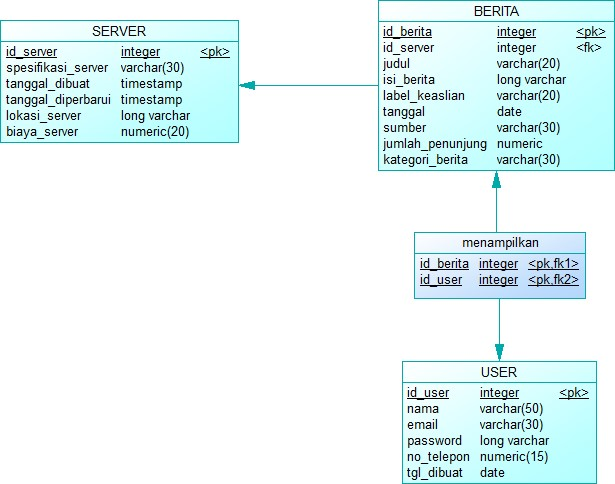 SERVER
id_server integer <pk>
spesifikasi_server varchar(30)
tanggal_dibuat timestamp
tanggal_diperbarui timestamp
lokasi_server long varchar
biaya_server numeric(20)
BERITA
id_berita integer <pk>
id_server integer <fk>
judul varchar(20)
isi_berita long varchar
label_keaslian varchar(20)
tanggal date
sumber varchar(30)
jumlah_penunjung numeric
kategori_berita varchar(30)
menampilkan
id_berita integer <pk,fk1>
id_user integer <pk,fk2>
USER
id_user integer <pk>
nama varchar(50)
email varchar(30)
password long varchar
no_telepon numeric(15)
tgl_dibuat date